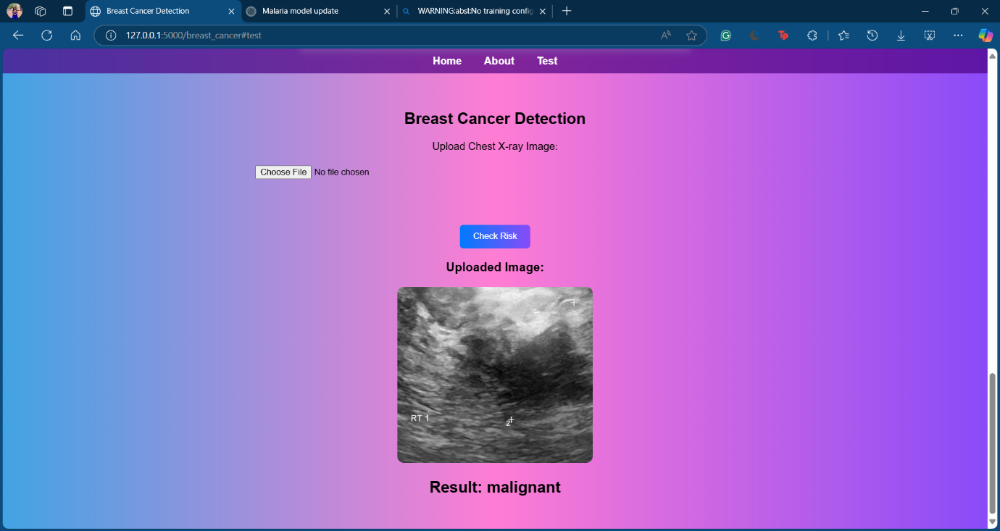 Breast Cancer Detection
Malaria model update
WARNING:absl:No training config
127.0.0.1:5000/breast_cancer#test
Home About Test
Breast Cancer Detection
Upload Chest X-ray Image:
Choose File No file chosen
Check Risk
Uploaded Image:
RT 1
2
Result: malignant